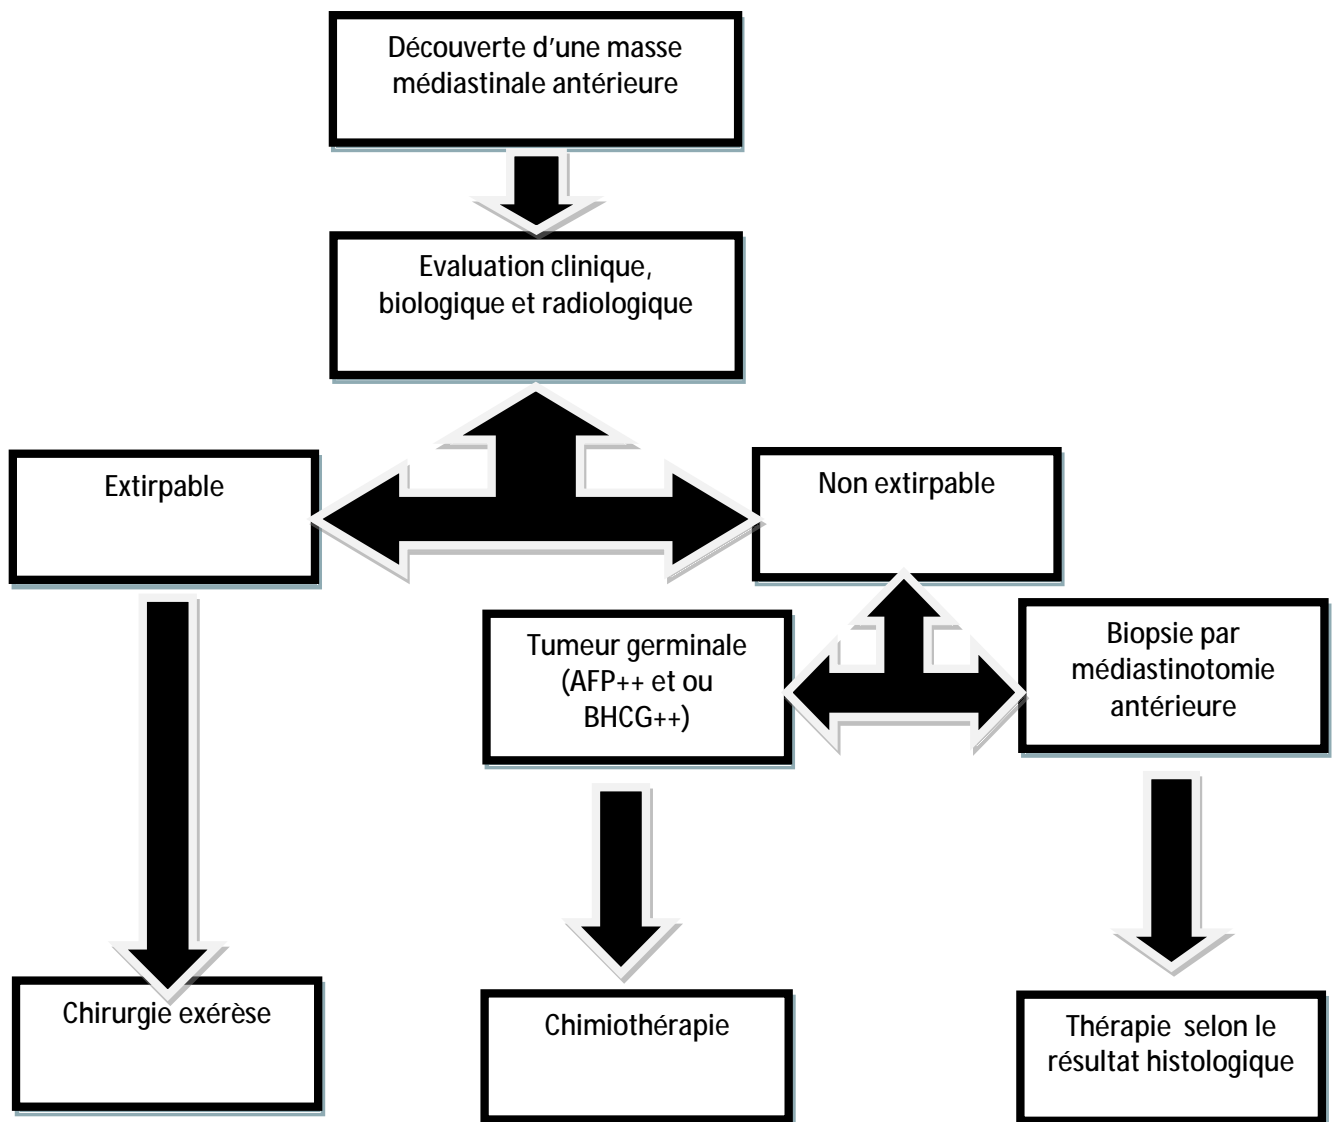 Découverte d’une masse
médiastinale antérieure
Evaluation clinique,
biologique et radiologique
Extirpable
Non extirpable
Tumeur germinale
(AFP++ et ou
BHCG++)
Biopsie par
médiastinotomie
antérieure
Chirurgie exérèse
Chimiothérapie
Thérapie selon le
résultat histologique